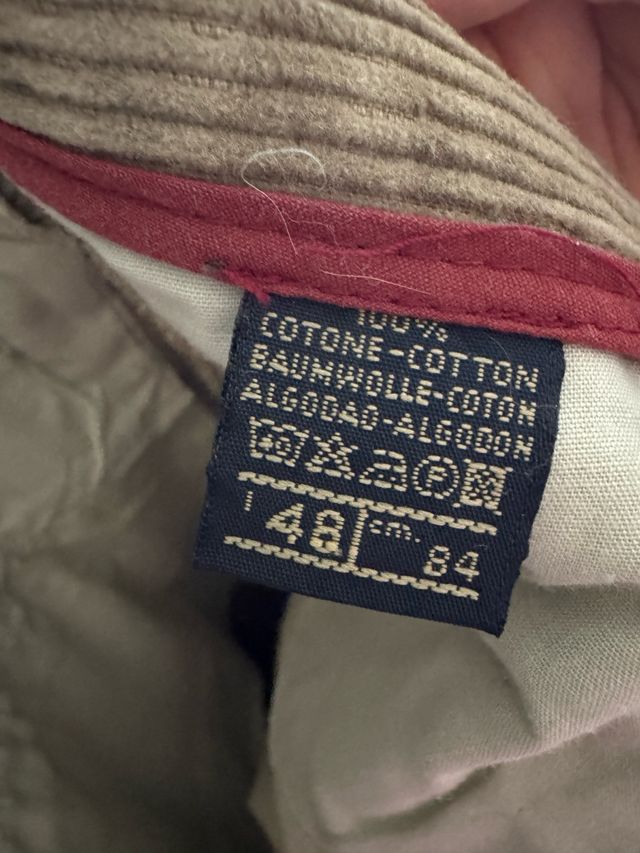 100%
COTONE-COTTON
BAUMWOLLE-COTON
ALGODAO-ALGODON
I 48 cm. 84